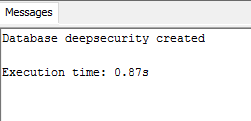 Messages
Database deepsecurity created
Execution time: 0.87s